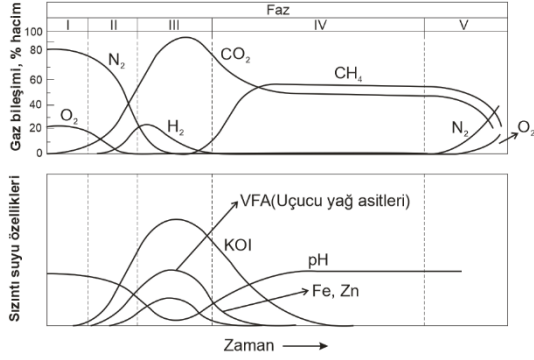 Faz
I II III IV V
Gaz bileşimi, % hacim
100
80
60
40
20
0
N₂
O₂
H₂
CO₂
CH₄
N₂
O₂
Sızıntı suyu özellikleri
VFA(Uçucu yağ asitleri)
KOI
pH
Fe, Zn
Zaman